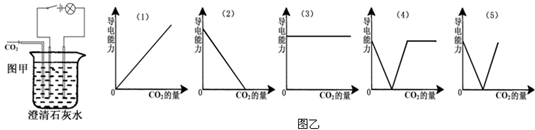 CO₂
图甲
澄清石灰水
(1)
导电能力
0
CO₂的量
(2)
导电能力
0
CO₂的量
(3)
导电能力
0
CO₂的量
(4)
导电能力
0
CO₂的量
(5)
导电能力
0
CO₂的量
图乙